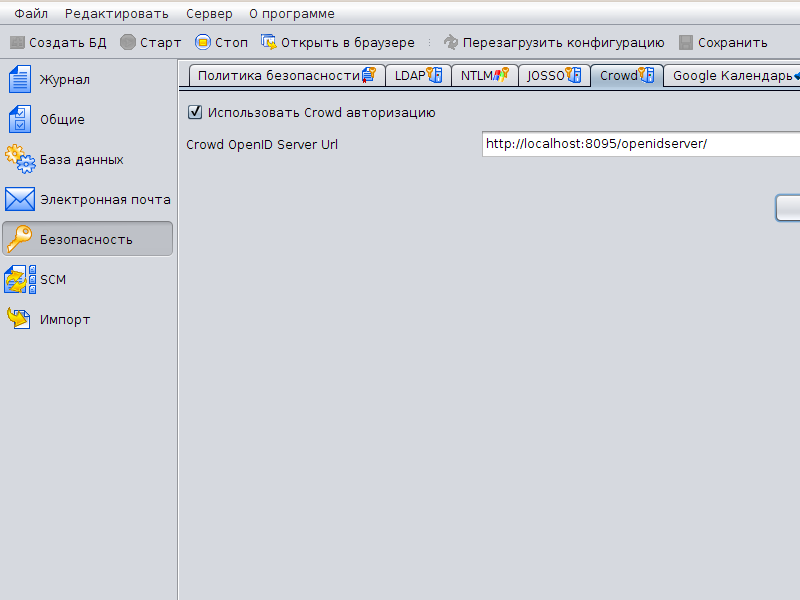 Файл Редактировать Сервер О программе
Создать БД Старт Стоп Открыть в браузере Перезагрузить конфигурацию Сохранить
Журнал
Общие
База данных
Электронная почта
Безопасность
SCM
Импорт
Политика безопасности LDAP NTLM JOSSO Crowd Google Календарь
Использовать Crowd авторизацию
Crowd OpenID Server Url http://localhost:8095/openidserver/